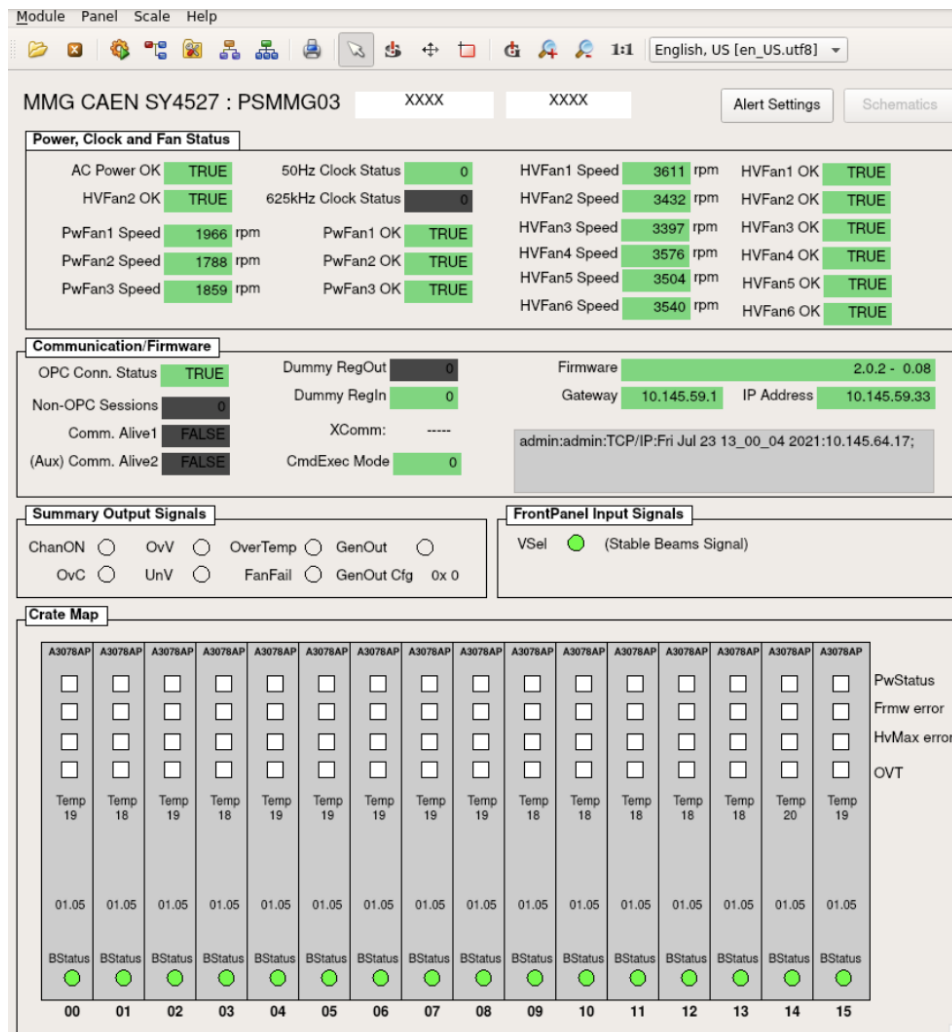 Module Panel Scale Help
1:1 English, US [en_US.utf8]
MMG CAEN SY4527 : PSMMG03 XXXX XXXX Alert Settings Schematics
Power, Clock and Fan Status
AC Power OK TRUE 50Hz Clock Status 0 HVFan1 Speed 3611 rpm HVFan1 OK TRUE
HVFan2 OK TRUE 625kHz Clock Status 0 HVFan2 Speed 3432 rpm HVFan2 OK TRUE
PwFan1 Speed 1966 rpm PwFan1 OK TRUE HVFan3 Speed 3397 rpm HVFan3 OK TRUE
PwFan2 Speed 1788 rpm PwFan2 OK TRUE HVFan4 Speed 3576 rpm HVFan4 OK TRUE
PwFan3 Speed 1859 rpm PwFan3 OK TRUE HVFan5 Speed 3504 rpm HVFan5 OK TRUE
HVFan6 Speed 3540 rpm HVFan6 OK TRUE
Communication/Firmware
OPC Conn. Status TRUE Dummy RegOut 0 Firmware 2.0.2 - 0.08
Non-OPC Sessions 0 Dummy RegIn 0 Gateway 10.145.59.1 IP Address 10.145.59.33
Comm. Alive1 FALSE XComm: ----- admin:admin:TCP/IP:Fri Jul 23 13_00_04 2021:10.145.64.17;
(Aux) Comm. Alive2 FALSE CmdExec Mode 0
Summary Output Signals
ChanON OvV OverTemp GenOut
OvC UnV FanFail GenOut Cfg 0x 0
FrontPanel Input Signals
VSel (Stable Beams Signal)
Crate Map
A3078AP A3078AP A3078AP A3078AP A3078AP A3078AP A3078AP A3078AP A3078AP A3078AP A3078AP A3078AP A3078AP A3078AP A3078AP A3078AP
PwStatus
Frmw error
HvMax error
OVT
Temp Temp Temp Temp Temp Temp Temp Temp Temp Temp Temp Temp Temp Temp Temp Temp
19 18 19 18 19 19 19 19 19 18 18 18 18 18 20 19
01.05 01.05 01.05 01.05 01.05 01.05 01.05 01.05 01.05 01.05 01.05 01.05 01.05 01.05 01.05 01.05
BStatus BStatus BStatus BStatus BStatus BStatus BStatus BStatus BStatus BStatus BStatus BStatus BStatus BStatus BStatus BStatus
00 01 02 03 04 05 06 07 08 09 10 11 12 13 14 15